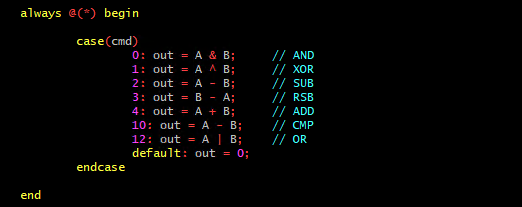 always @(*) begin
case(cmd)
0: out = A & B; // AND
1: out = A ^ B; // XOR
2: out = A - B; // SUB
3: out = B - A; // RSB
4: out = A + B; // ADD
10: out = A - B; // CMP
12: out = A | B; // OR
default: out = 0;
endcase
end